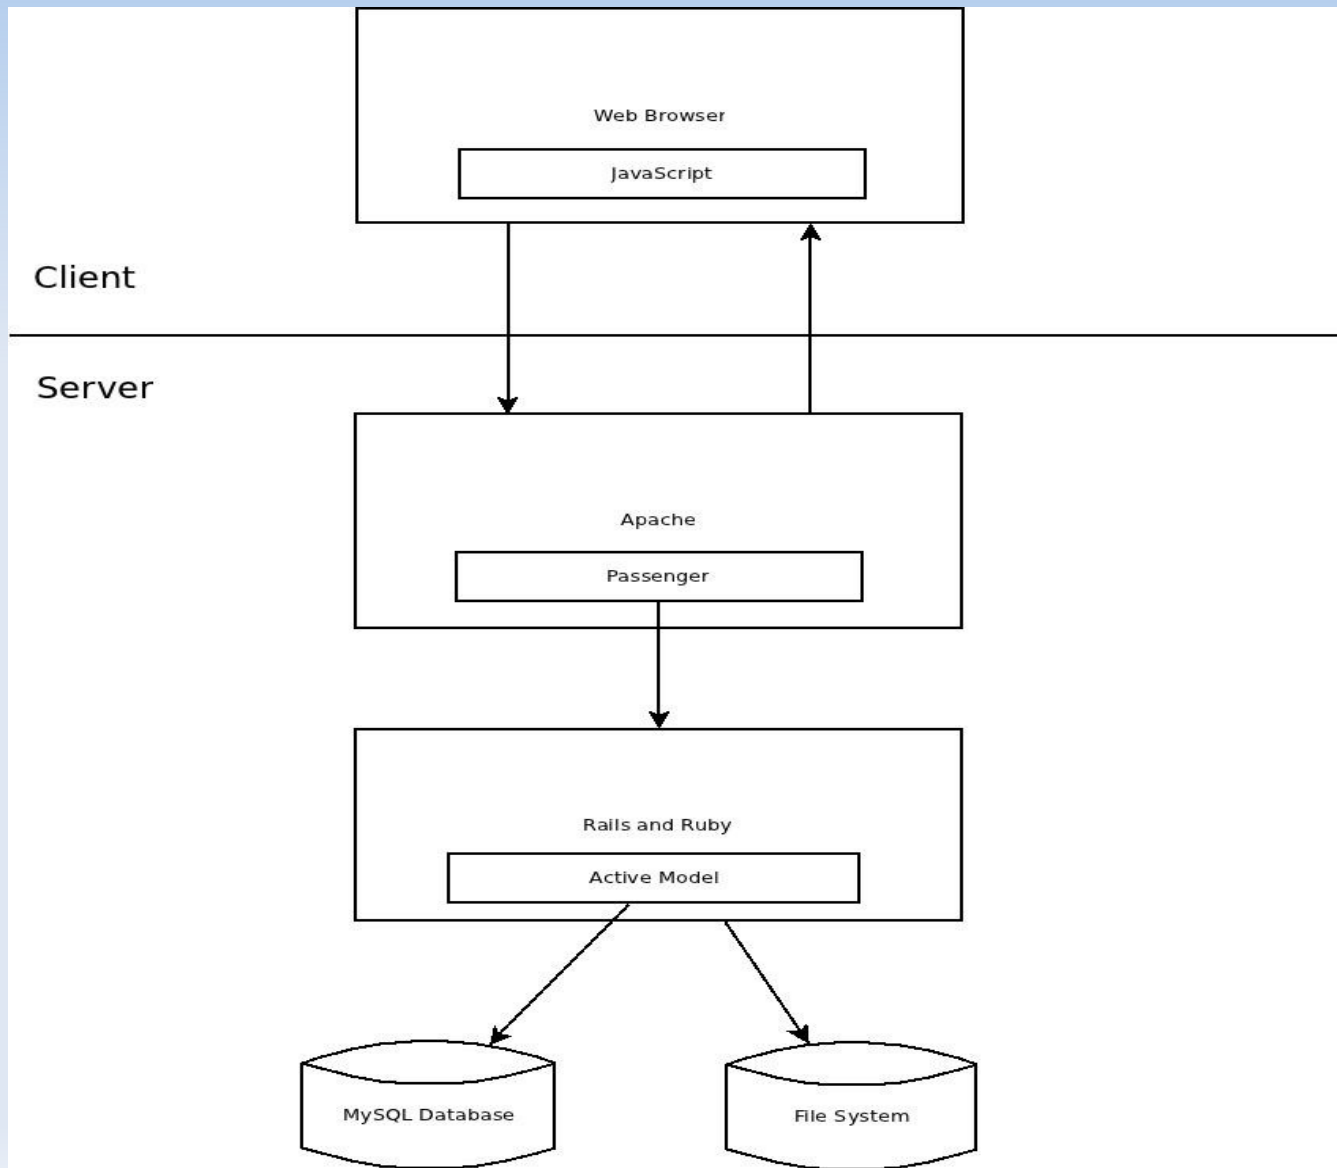 Web Browser
JavaScript
Client
Server
Apache
Passenger
Rails and Ruby
Active Model
MySQL Database
File System